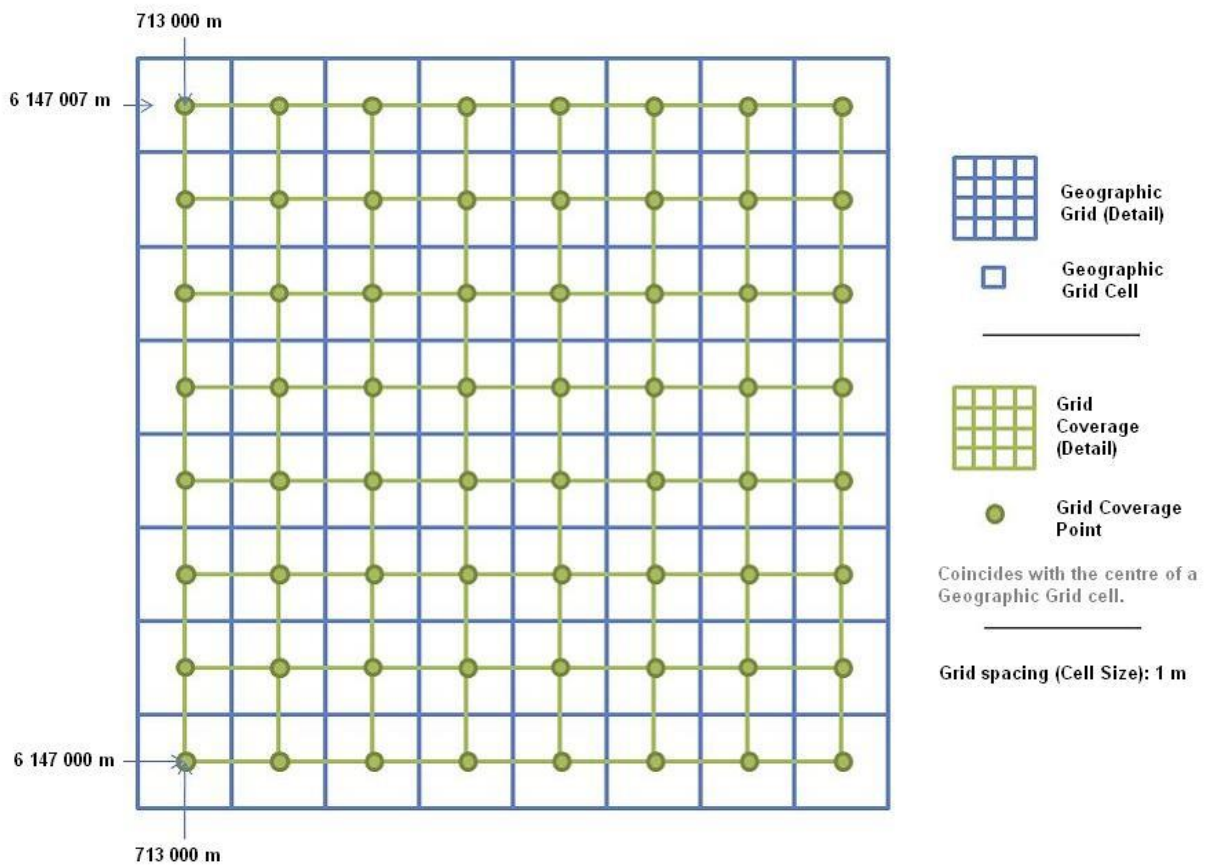 713 000 m
6 147 007 m
Geographic
Grid (Detail)
Geographic
Grid Cell
Grid
Coverage
(Detail)
Grid Coverage
Point
Coincides with the centre of a
Geographic Grid cell.
Grid spacing (Cell Size): 1 m
6 147 000 m
713 000 m